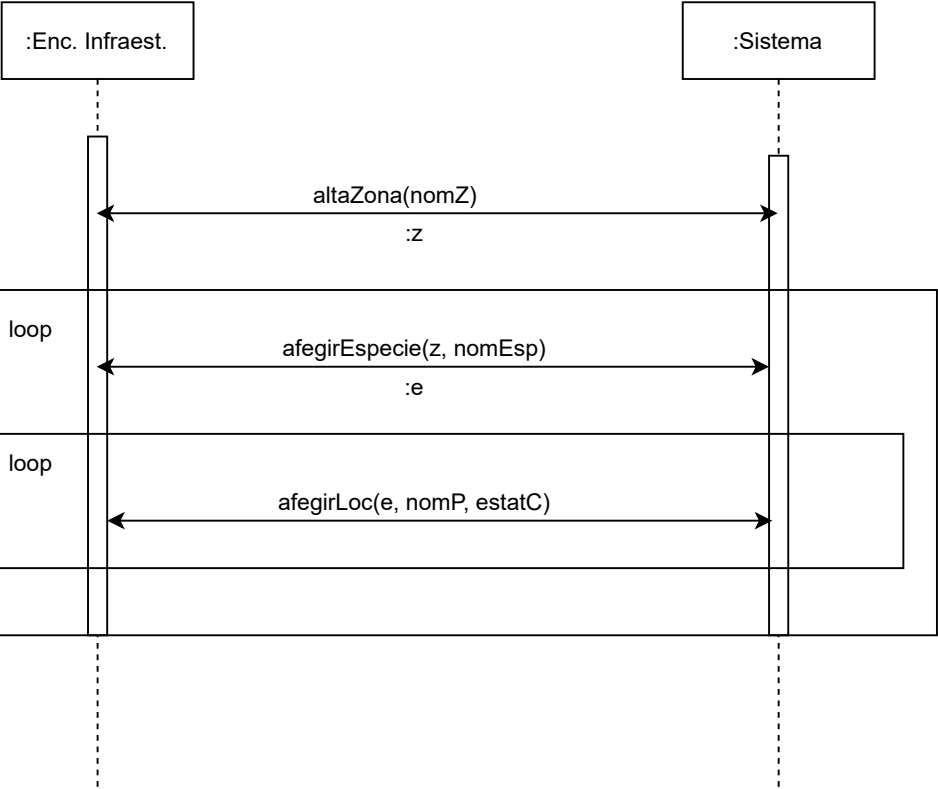 :Enc. Infraest.
:Sistema
altaZona(nomZ)
:z
loop
afegirEspecie(z, nomEsp)
:e
loop
afegirLoc(e, nomP, estatC)